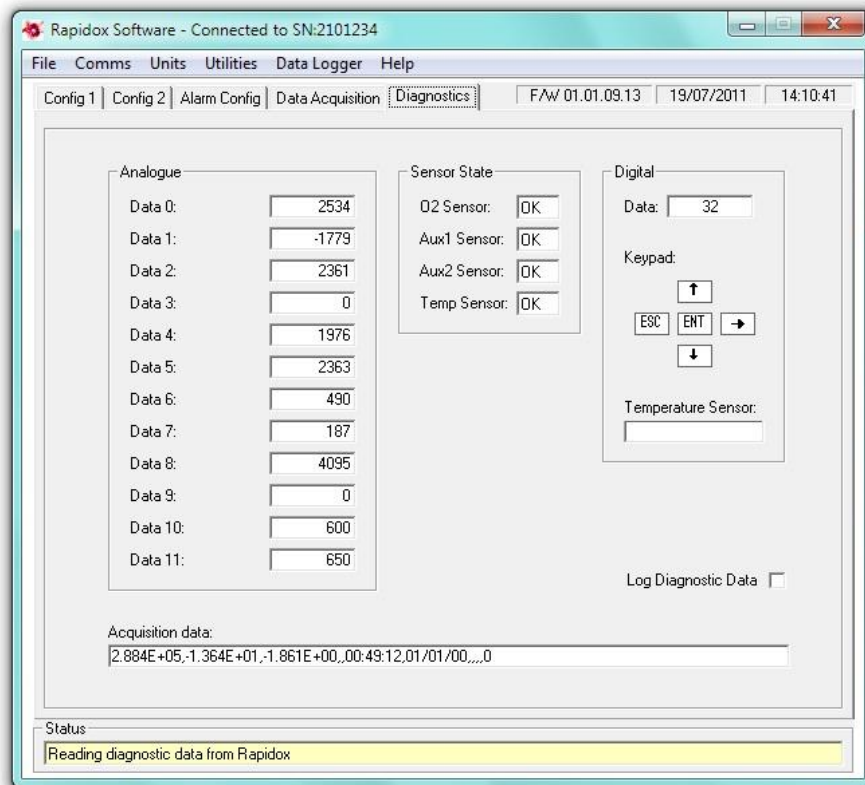 Rapidox Software - Connected to SN:2101234
File Comms Units Utilities Data Logger Help
Config 1 Config 2 Alarm Config Data Acquisition Diagnostics F/W 01.01.09.13 19/07/2011 14:10:41
Analogue
Data 0: 2534
Data 1: -1779
Data 2: 2361
Data 3: 0
Data 4: 1976
Data 5: 2363
Data 6: 490
Data 7: 187
Data 8: 4095
Data 9: 0
Data 10: 600
Data 11: 650
Sensor State
O2 Sensor: OK
Aux1 Sensor: OK
Aux2 Sensor: OK
Temp Sensor: OK
Digital
Data: 32
Keypad:
↑
ESC ENT →
↓
Temperature Sensor:
Log Diagnostic Data
Acquisition data:
2.884E+05,-1.364E+01,-1.861E+00,,00:49:12,01/01/00,,,,0
Status
Reading diagnostic data from Rapidox